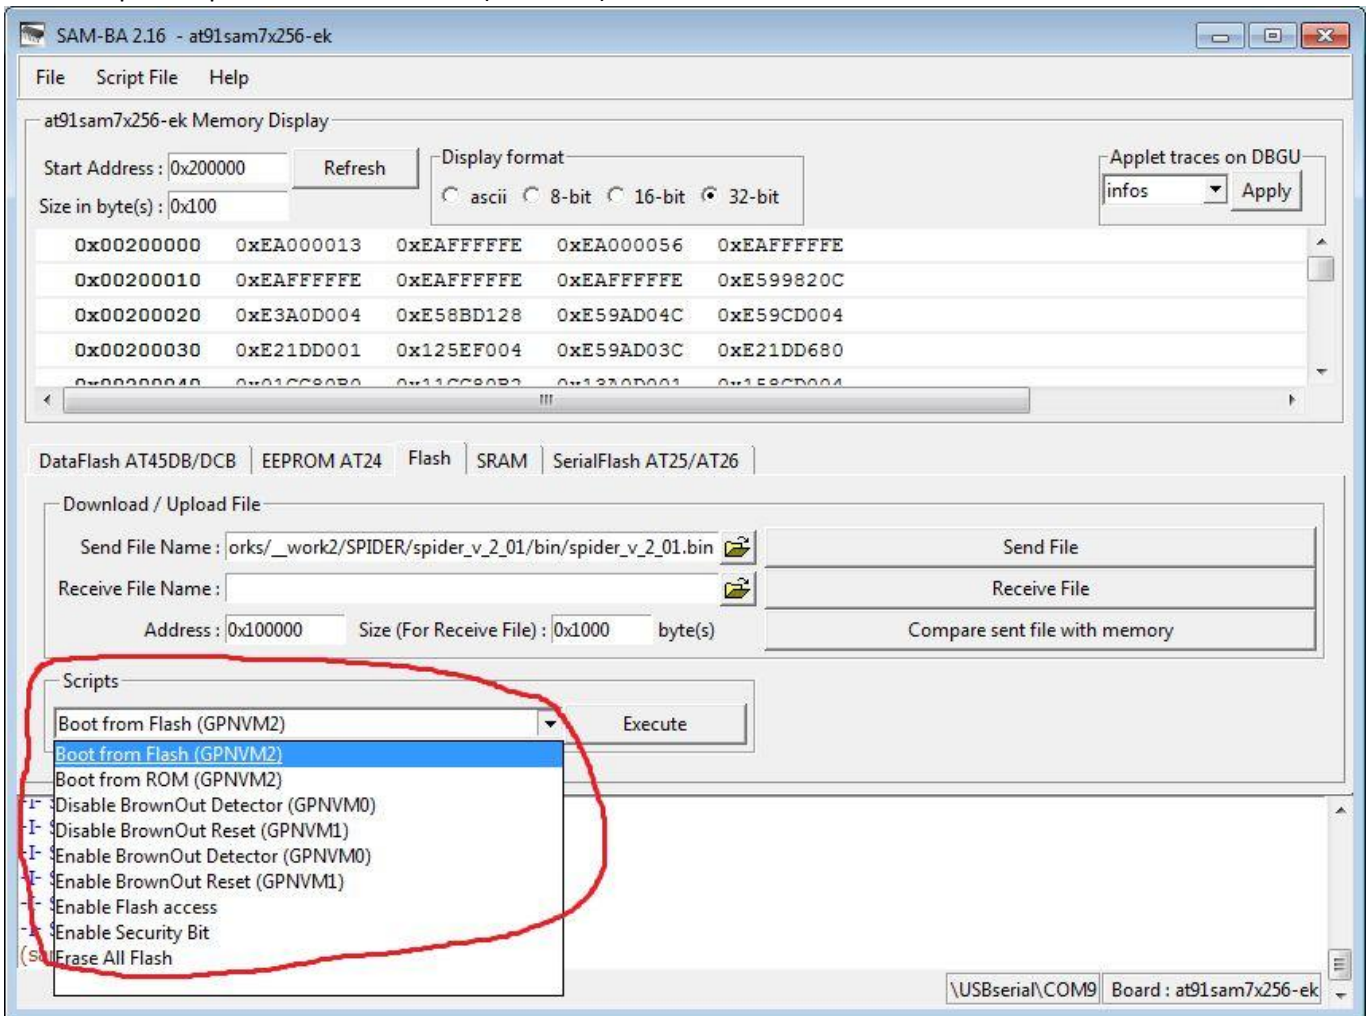 SAM-BA 2.16 - at91sam7x256-ek
File Script File Help
at91sam7x256-ek Memory Display
Start Address : 0x200000 Refresh
Size in byte(s) : 0x100
Display format
ascii 8-bit 16-bit 32-bit
Applet traces on DBGU
infos Apply
0x00200000 0xEA000013 0xEAFFFFFE 0xEA000056 0xEAFFFFFE
0x00200010 0xEAFFFFFE 0xEAFFFFFE 0xEAFFFFFE 0xE599820C
0x00200020 0xE3A0D004 0xE58BD128 0xE59AD04C 0xE59CD004
0x00200030 0xE21DD001 0x125EF004 0xE59AD03C 0xE21DD680
0x00200040 0x01CC80B0 0x11CC80B2 0x13A0D001 0x158CD004
DataFlash AT45DB/DCB EEPROM AT24 Flash SRAM SerialFlash AT25/AT26
Download / Upload File
Send File Name : orks/__work2/SPIDER/spider_v_2_01/bin/spider_v_2_01.bin Send File
Receive File Name : Receive File
Address : 0x100000 Size (For Receive File) : 0x1000 byte(s) Compare sent file with memory
Scripts
Boot from Flash (GPNVM2) Execute
Boot from Flash (GPNVM2)
Boot from ROM (GPNVM2)
Disable BrownOut Detector (GPNVM0)
-I- Disable BrownOut Reset (GPNVM1)
-I- Enable BrownOut Detector (GPNVM0)
-I- Enable BrownOut Reset (GPNVM1)
Enable Flash access
Enable Security Bit
Erase All Flash
\USBserial\COM9 Board : at91sam7x256-ek